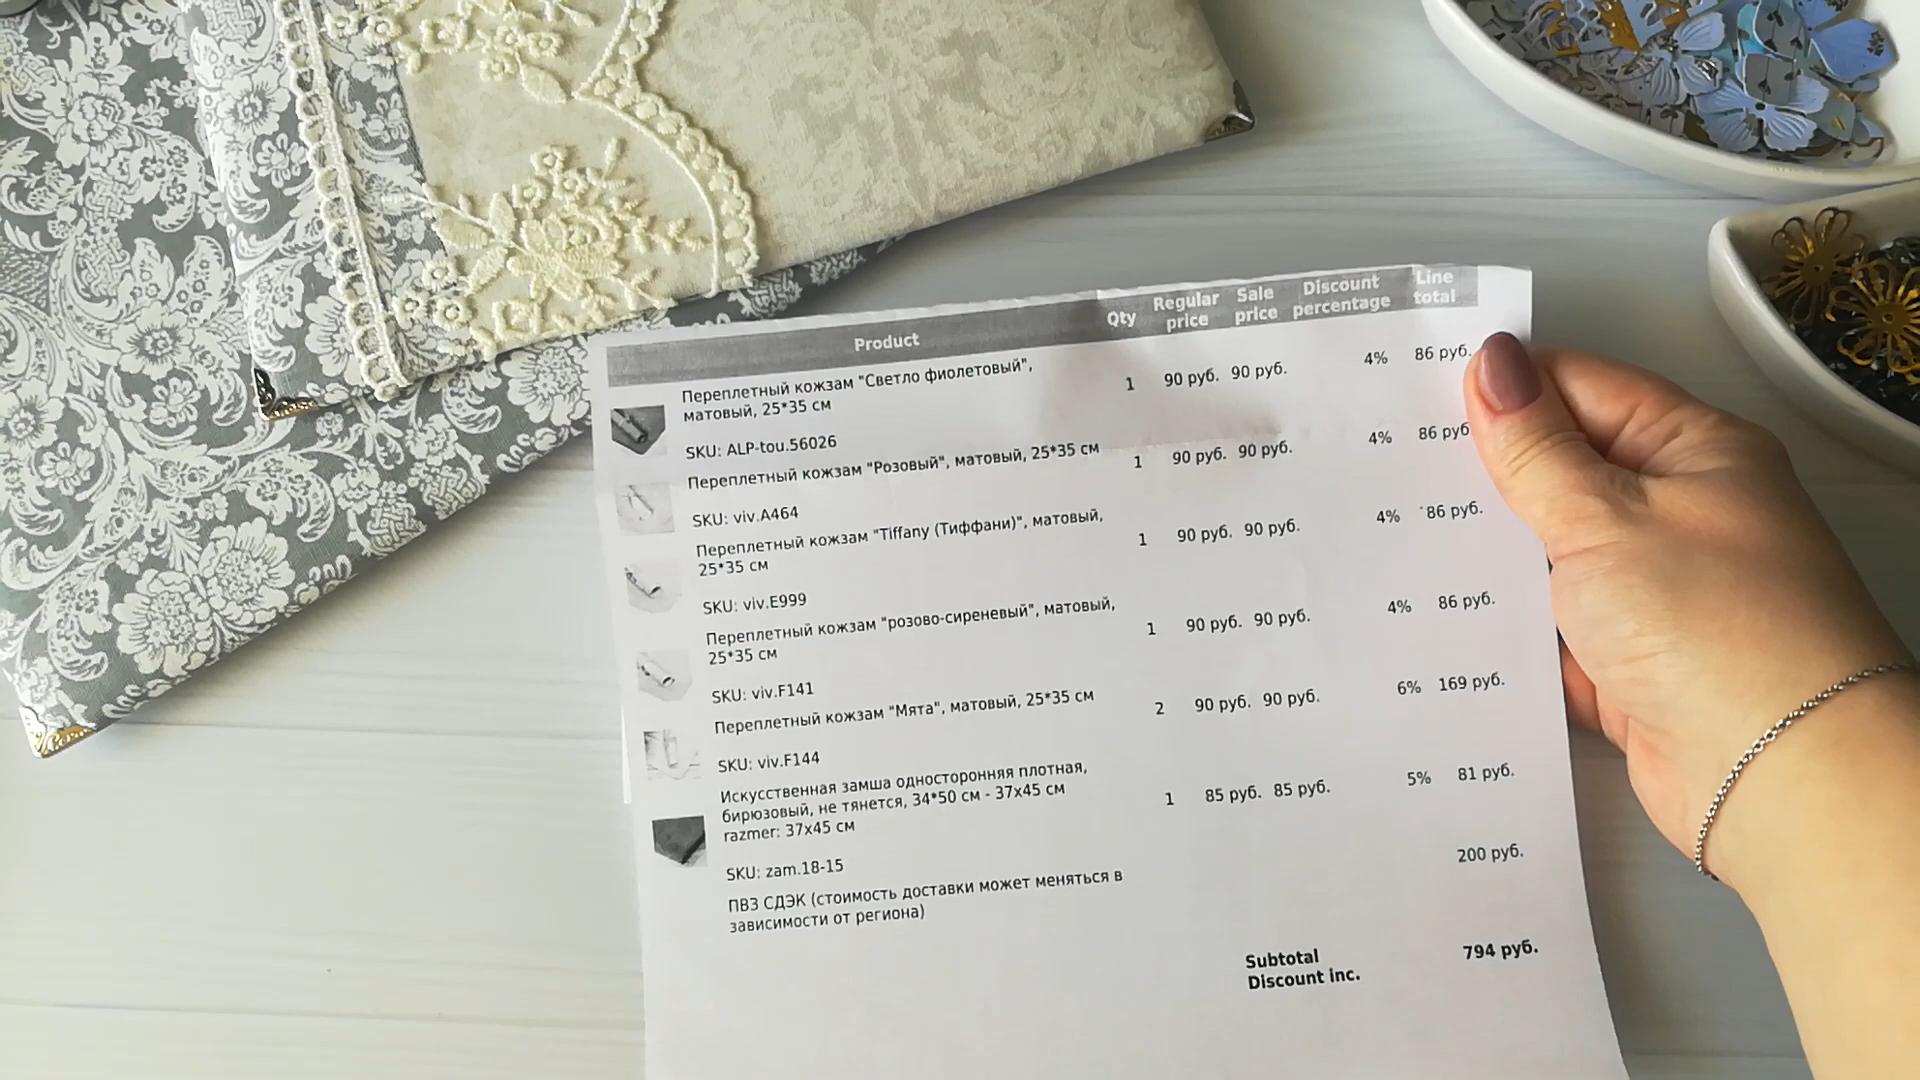 Product Qty Regular price Sale price Discount percentage Line total
Переплетный кожзам "Светло фиолетовый",
матовый, 25*35 см
1 90 руб. 90 руб. 4% 86 руб.
SKU: ALP-tou.56026
Переплетный кожзам "Розовый", матовый, 25*35 см
1 90 руб. 90 руб. 4% 86 руб
SKU: viv.A464
Переплетный кожзам "Tiffany (Тиффани)", матовый,
25*35 см
1 90 руб. 90 руб. 4% 86 руб.
SKU: viv.E999
Переплетный кожзам "розово-сиреневый", матовый,
25*35 см
1 90 руб. 90 руб. 4% 86 руб.
SKU: viv.F141
Переплетный кожзам "Мята", матовый, 25*35 см
2 90 руб. 90 руб. 6% 169 руб.
SKU: viv.F144
Искусственная замша односторонняя плотная,
бирюзовый, не тянется, 34*50 см - 37x45 см
razmer: 37x45 см
1 85 руб. 85 руб. 5% 81 руб.
SKU: zam.18-15
ПВЗ СДЭК (стоимость доставки может меняться в
зависимости от региона)
200 руб.
Subtotal
Discount inc.
794 руб.